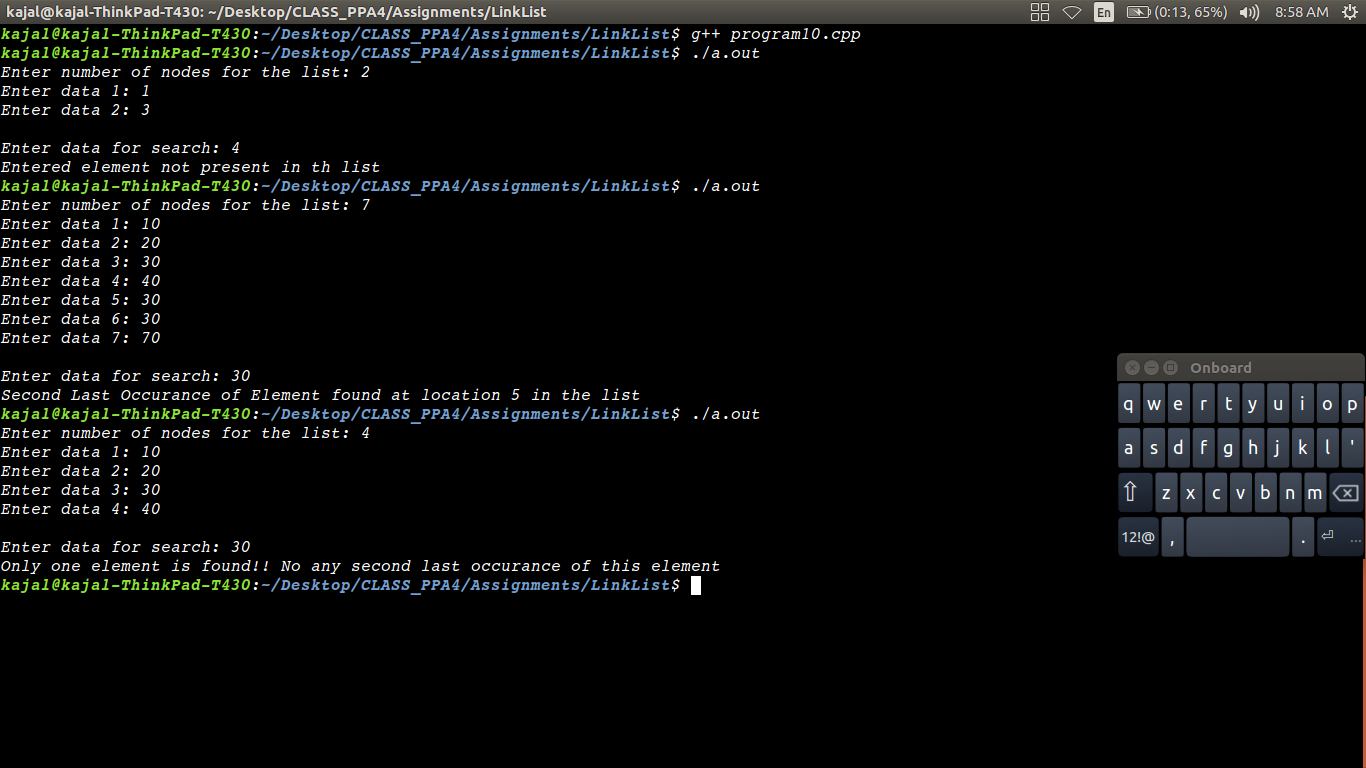 kajal@kajal-ThinkPad-T430: ~/Desktop/CLASS_PPA4/Assignments/LinkList En (0:13, 65%) 8:58 AM
kajal@kajal-ThinkPad-T430:~/Desktop/CLASS_PPA4/Assignments/LinkList$ g++ program10.cpp
kajal@kajal-ThinkPad-T430:~/Desktop/CLASS_PPA4/Assignments/LinkList$ ./a.out
Enter number of nodes for the list: 2
Enter data 1: 1
Enter data 2: 3
Enter data for search: 4
Entered element not present in th list
kajal@kajal-ThinkPad-T430:~/Desktop/CLASS_PPA4/Assignments/LinkList$ ./a.out
Enter number of nodes for the list: 7
Enter data 1: 10
Enter data 2: 20
Enter data 3: 30
Enter data 4: 40
Enter data 5: 30
Enter data 6: 30
Enter data 7: 70
Enter data for search: 30
Second Last Occurance of Element found at location 5 in the list
kajal@kajal-ThinkPad-T430:~/Desktop/CLASS_PPA4/Assignments/LinkList$ ./a.out
Enter number of nodes for the list: 4
Enter data 1: 10
Enter data 2: 20
Enter data 3: 30
Enter data 4: 40
Enter data for search: 30
Only one element is found!! No any second last occurance of this element
kajal@kajal-ThinkPad-T430:~/Desktop/CLASS_PPA4/Assignments/LinkList$
Onboard
q w e r t y u i o p
a s d f g h j k l '
z x c v b n m
12!@ , . ...